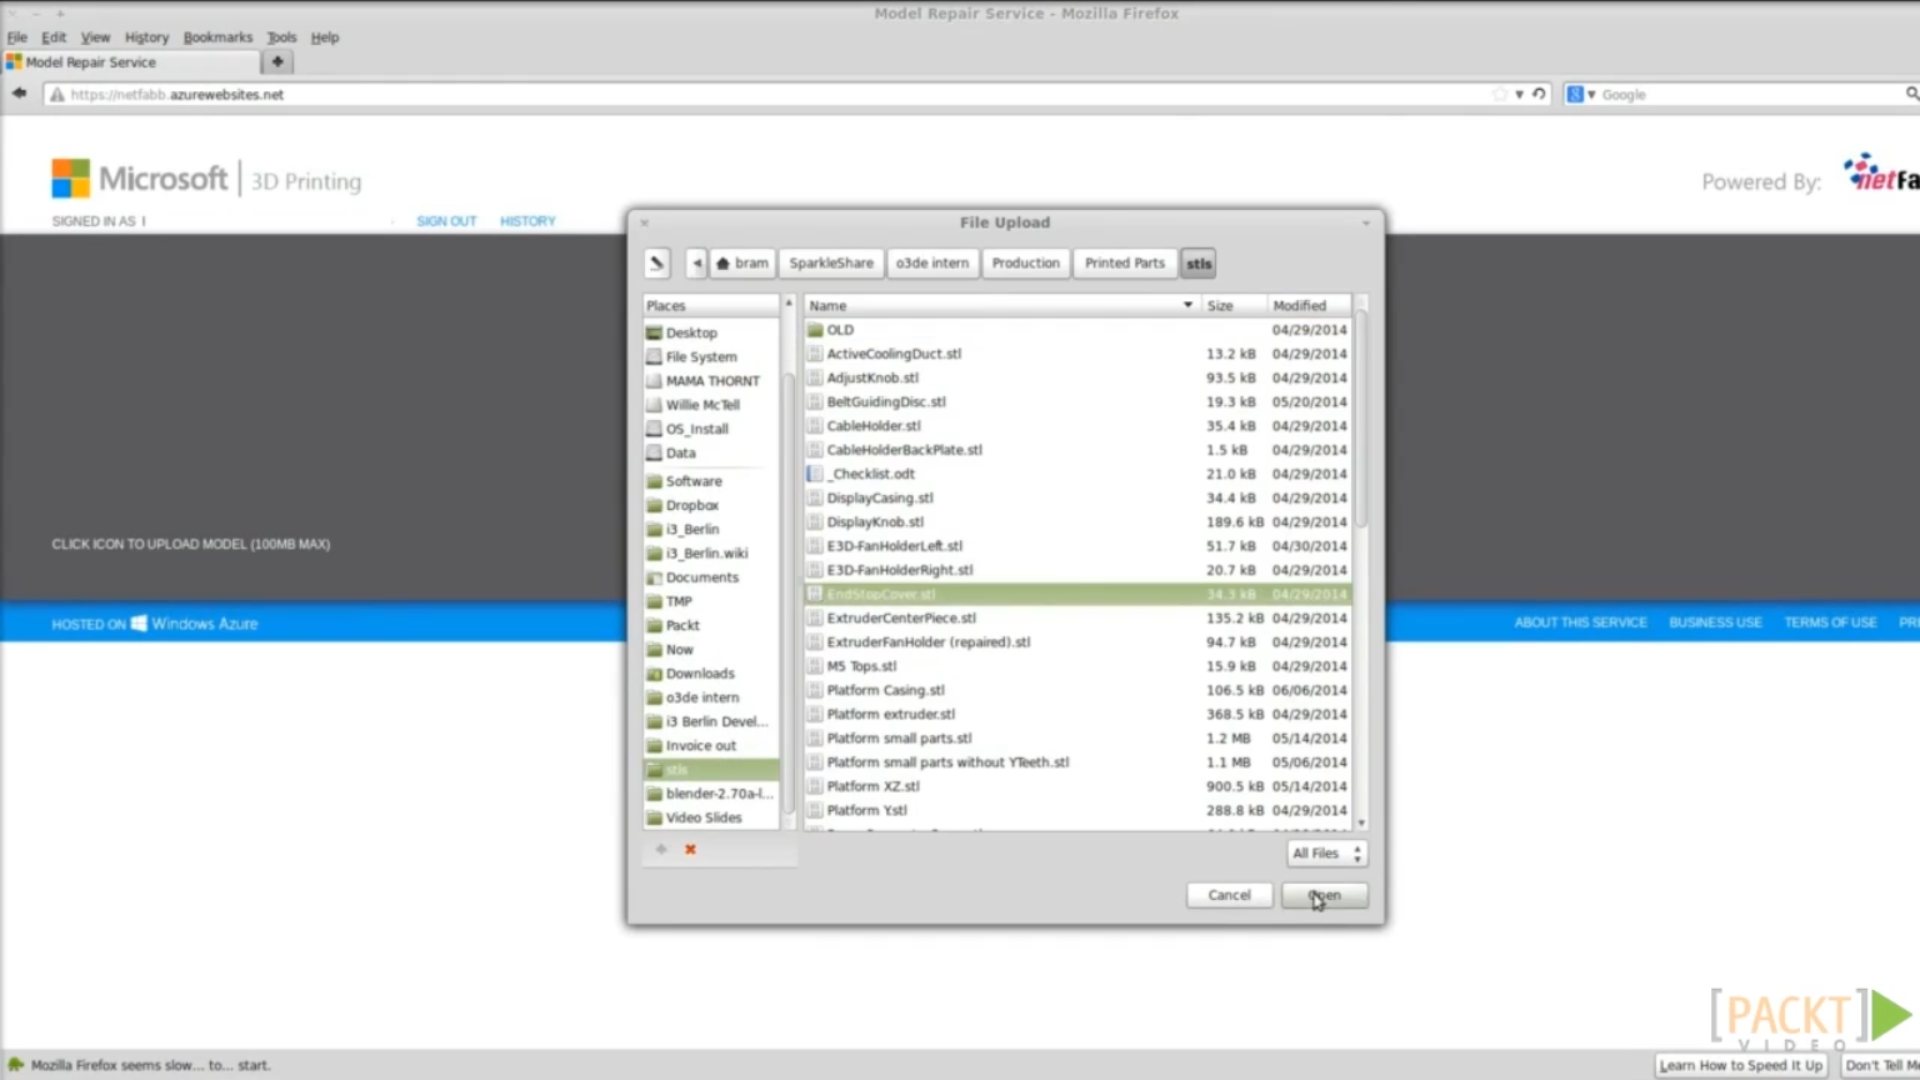 Model Repair Service - Mozilla Firefox
File Edit View History Bookmarks Tools Help
Model Repair Service
https://netfabb.azurewebsites.net
Google
Microsoft | 3D Printing
Powered By: netFa
SIGNED IN AS SIGN OUT HISTORY
File Upload
bram SparkleShare o3de intern Production Printed Parts stls
Places
Desktop
File System
MAMA THORNT
Willie McTell
OS_Install
Data
Software
Dropbox
i3_Berlin
i3_Berlin.wiki
Documents
TMP
Packt
Now
Downloads
o3de intern
i3 Berlin Devel...
Invoice out
stls
blender-2.70a-l...
Video Slides
Name Size Modified
OLD 04/29/2014
ActiveCoolingDuct.stl 13.2 kB 04/29/2014
AdjustKnob.stl 93.5 kB 04/29/2014
BeltGuidingDisc.stl 19.3 kB 05/20/2014
CableHolder.stl 35.4 kB 04/29/2014
CableHolderBackPlate.stl 1.5 kB 04/29/2014
_Checklist.odt 21.0 kB 04/29/2014
DisplayCasing.stl 34.4 kB 04/29/2014
DisplayKnob.stl 189.6 kB 04/29/2014
E3D-FanHolderLeft.stl 51.7 kB 04/30/2014
E3D-FanHolderRight.stl 20.7 kB 04/29/2014
EndStopCover.stl 34.3 kB 04/29/2014
ExtruderCenterPiece.stl 135.2 kB 04/29/2014
ExtruderFanHolder (repaired).stl 94.7 kB 04/29/2014
M5 Tops.stl 15.9 kB 04/29/2014
Platform Casing.stl 106.5 kB 06/06/2014
Platform extruder.stl 368.5 kB 04/29/2014
Platform small parts.stl 1.2 MB 05/14/2014
Platform small parts without YTeeth.stl 1.1 MB 05/06/2014
Platform XZ.stl 900.5 kB 05/14/2014
Platform Y.stl 288.8 kB 04/29/2014
All Files
Cancel Open
CLICK ICON TO UPLOAD MODEL (100MB MAX)
HOSTED ON Windows Azure
ABOUT THIS SERVICE BUSINESS USE TERMS OF USE PRI
[PACKT]
VIDEO
Mozilla Firefox seems slow... to... start.
Learn How to Speed It Up Don't Tell Me